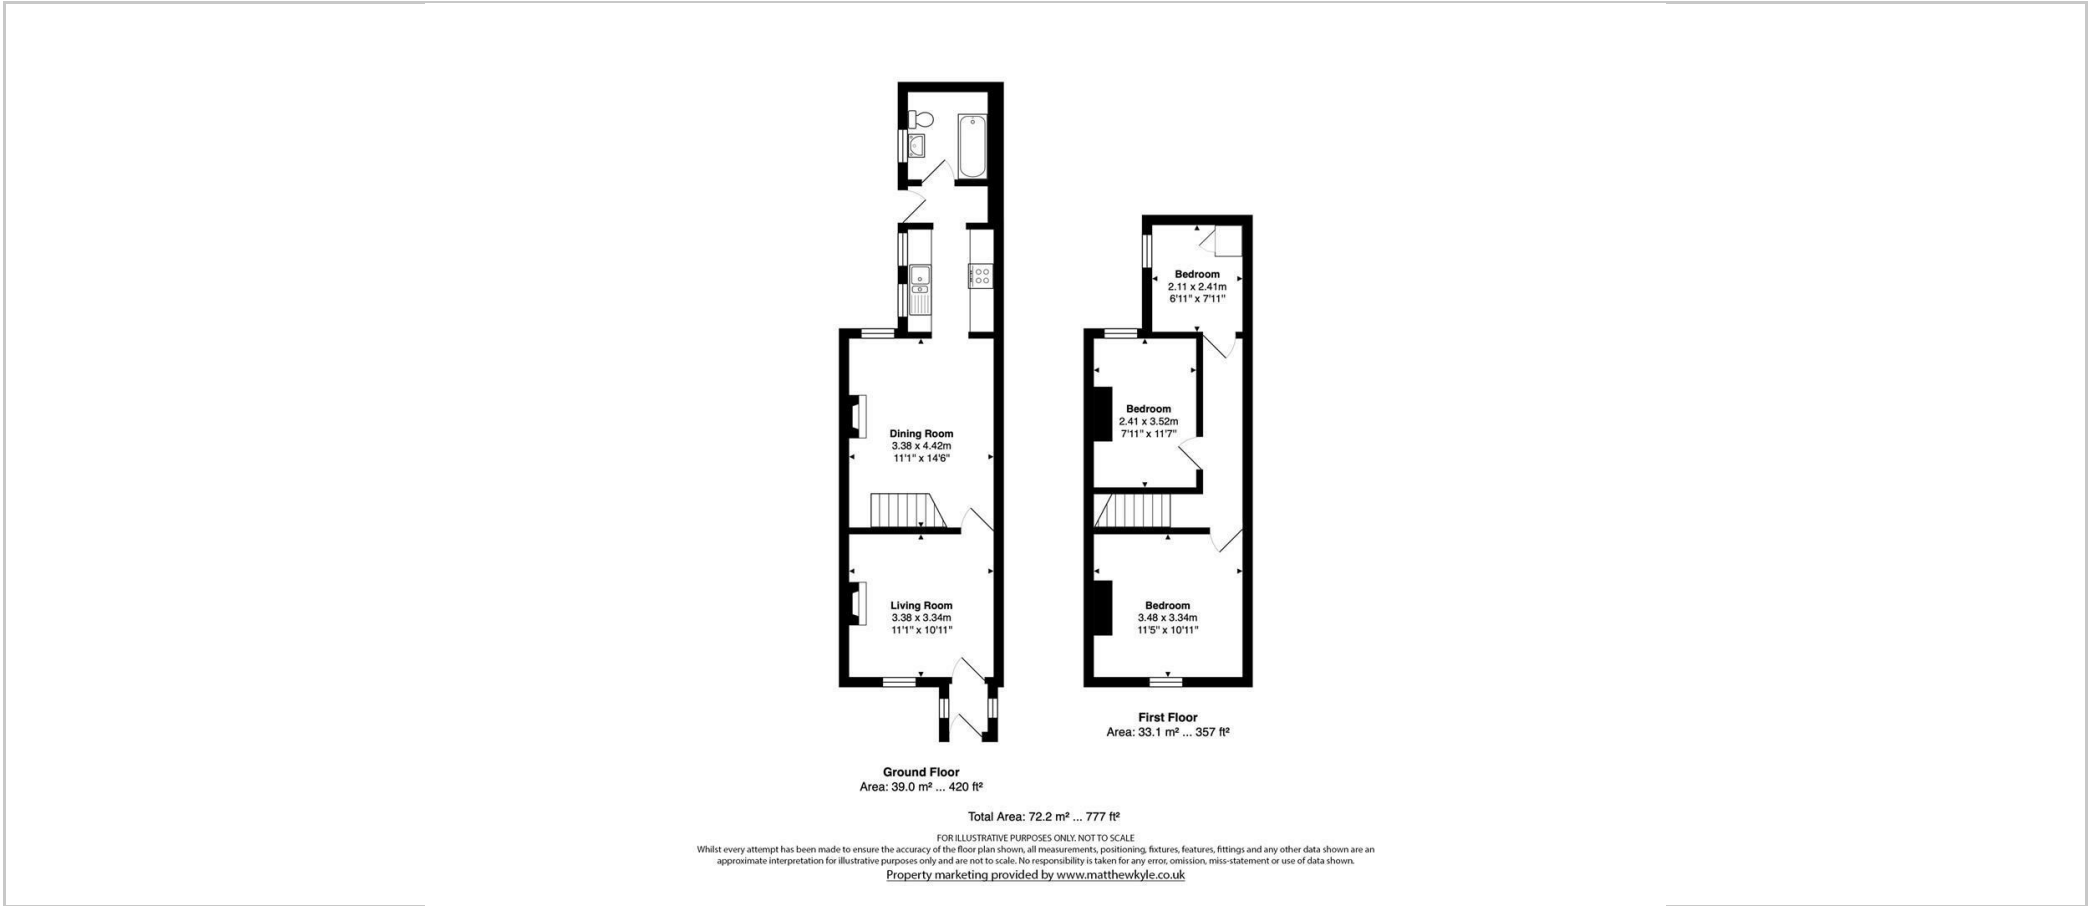 Bedroom
2.11 x 2.41m
6'11" x 7'11"
Bedroom
2.41 x 3.52m
7'11" x 11'7"
Dining Room
3.38 x 4.42m
11'1" x 14'6"
Living Room
3.38 x 3.34m
11'1" x 10'11"
Bedroom
3.48 x 3.34m
11'5" x 10'11"
First Floor
Area: 33.1 m² ... 357 ft²
Ground Floor
Area: 39.0 m² ... 420 ft²
Total Area: 72.2 m² ... 777 ft²
FOR ILLUSTRATIVE PURPOSES ONLY. NOT TO SCALE
Whilst every attempt has been made to ensure the accuracy of the floor plan shown, all measurements, positioning, fixtures, features, fittings and any other data shown are an
approximate interpretation for illustrative purposes only and are not to scale. No responsibility is taken for any error, omission, miss-statement or use of data shown.
Property marketing provided by www.matthewkyle.co.uk